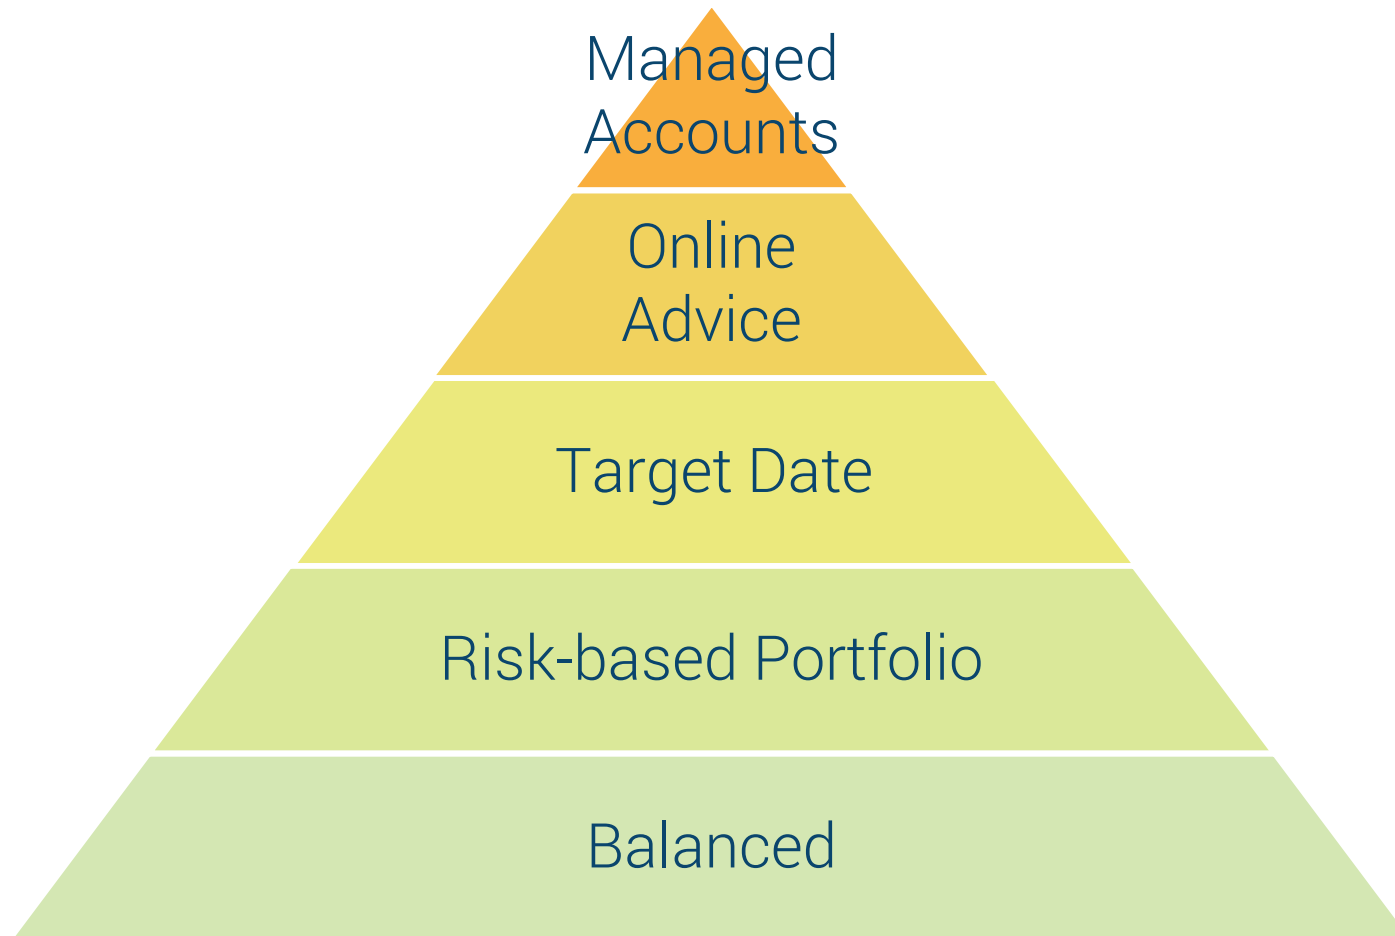 Managed
Accounts
Online
Advice
Target Date
Risk-based Portfolio
Balanced